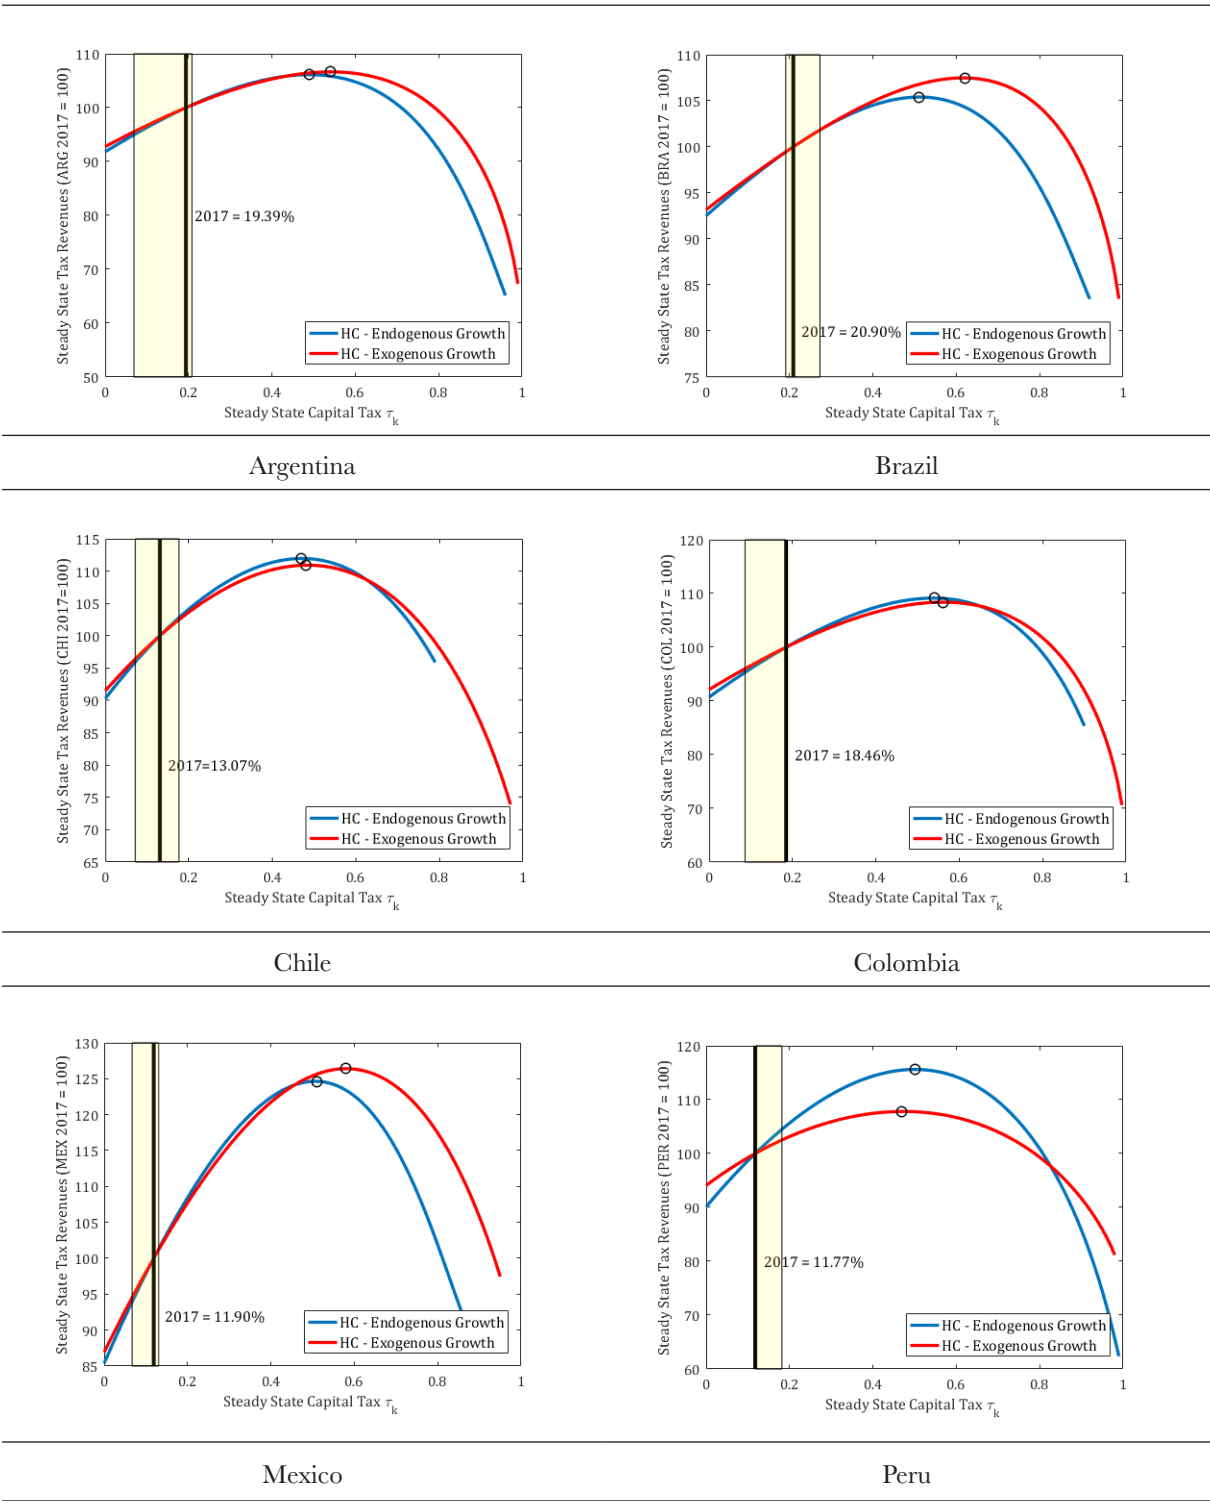 Steady State Tax Revenues (ARG 2017 = 100)
110
100
90
80
70
60
50
2017 = 19.39%
HC - Endogenous Growth
HC - Exogenous Growth
0 0.2 0.4 0.6 0.8 1
Steady State Capital Tax τk
Steady State Tax Revenues (BRA 2017 = 100)
110
105
100
95
90
85
80
75
2017 = 20.90%
HC - Endogenous Growth
HC - Exogenous Growth
0 0.2 0.4 0.6 0.8 1
Steady State Capital Tax τk
Argentina
Brazil
Steady State Tax Revenues (CHI 2017=100)
115
110
105
100
95
90
85
80
75
70
65
2017=13.07%
HC - Endogenous Growth
HC - Exogenous Growth
0 0.2 0.4 0.6 0.8 1
Steady State Capital Tax τk
Steady State Tax Revenues (COL 2017 = 100)
120
110
100
90
80
70
60
2017 = 18.46%
HC - Endogenous Growth
HC - Exogenous Growth
0 0.2 0.4 0.6 0.8 1
Steady State Capital Tax τk
Chile
Colombia
Steady State Tax Revenues (MEX 2017 = 100)
130
125
120
115
110
105
100
95
90
85
2017 = 11.90%
HC - Endogenous Growth
HC - Exogenous Growth
0 0.2 0.4 0.6 0.8 1
Steady State Capital Tax τk
Steady State Tax Revenues (PER 2017 = 100)
120
110
100
90
80
70
60
2017 = 11.77%
HC - Endogenous Growth
HC - Exogenous Growth
0 0.2 0.4 0.6 0.8 1
Steady State Capital Tax τk
Mexico
Peru